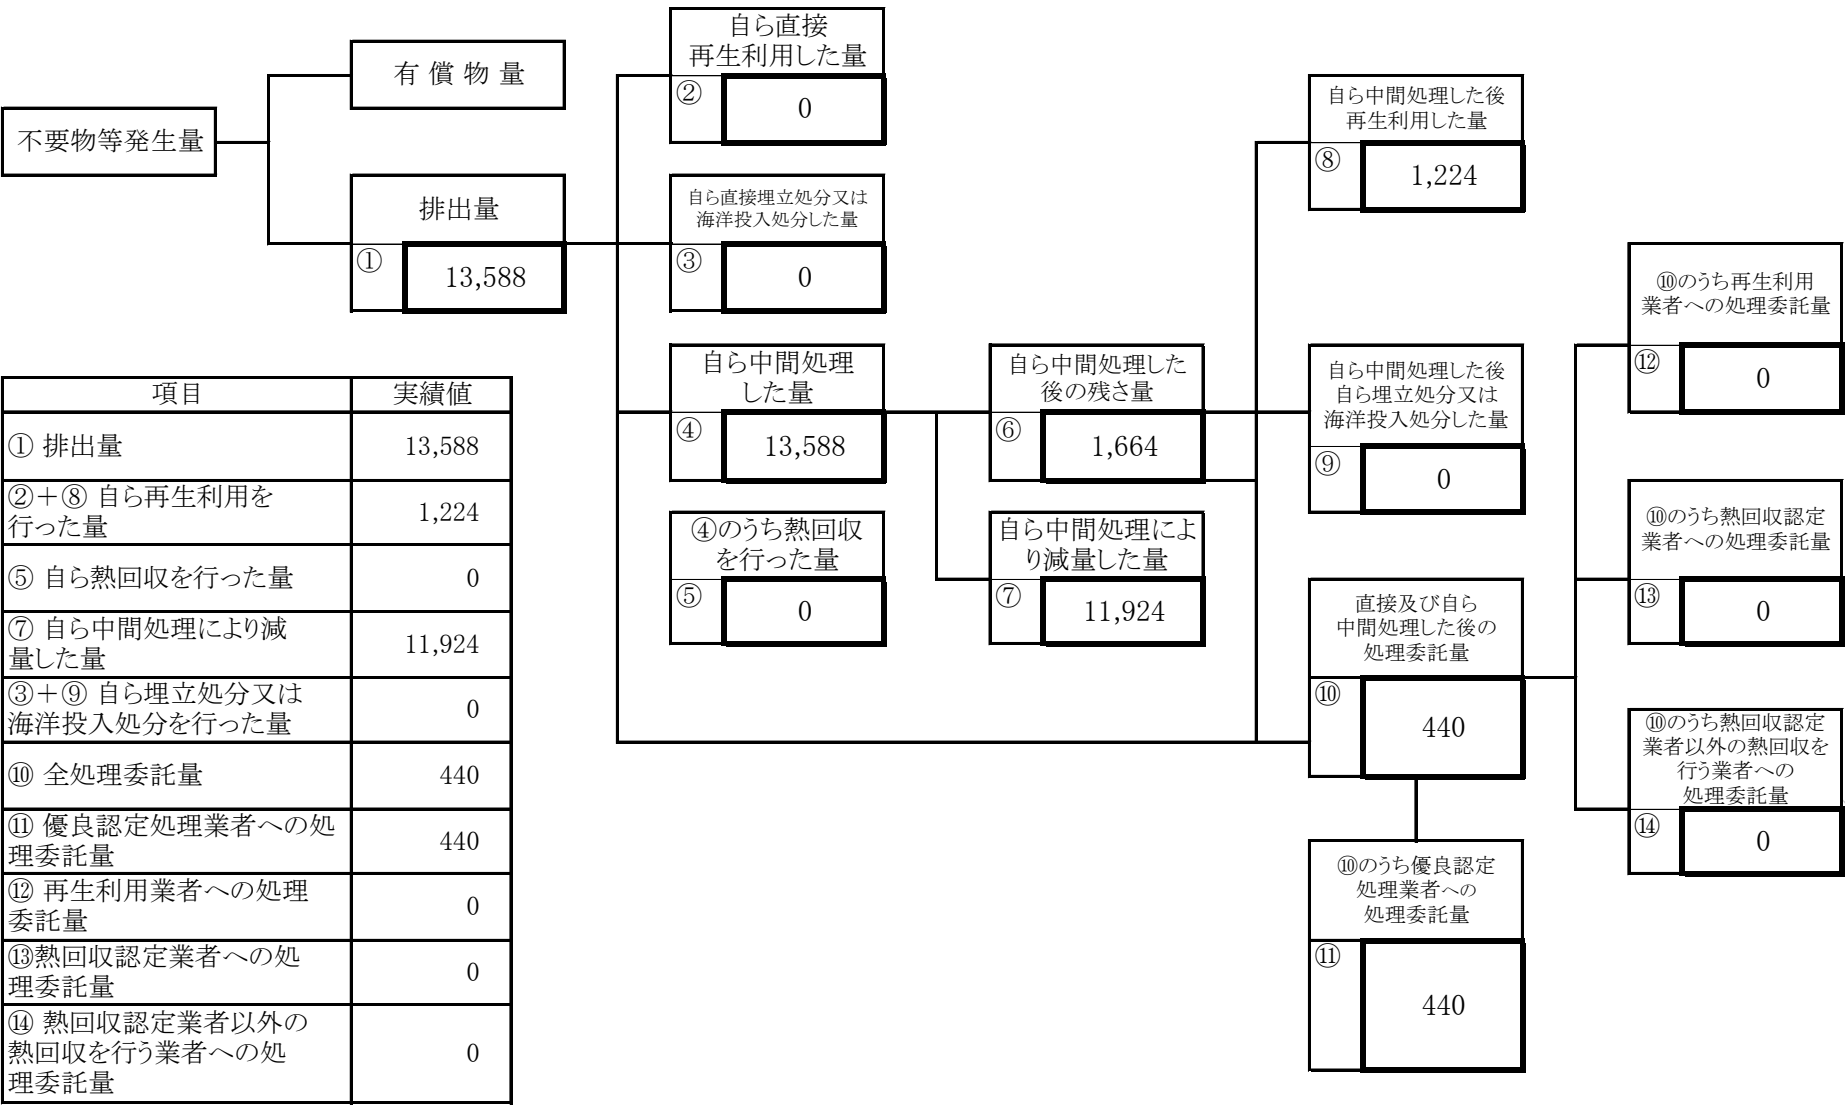 不要物等発生量
有 償 物 量
排出量
①
13,588
自ら直接
再生利用した量
②
0
自ら直接埋立処分又は
海洋投入処分した量
③
0
自ら中間処理
した量
④
13,588
④のうち熱回収
を行った量
⑤
0
自ら中間処理した
後の残さ量
⑥
1,664
自ら中間処理によ
り減量した量
⑦
11,924
自ら中間処理した後
再生利用した量
⑧
1,224
自ら中間処理した後
自ら埋立処分又は
海洋投入処分した量
⑨
0
直接及び自ら
中間処理した後の
処理委託量
⑩
440
⑩のうち優良認定
処理業者への
処理委託量
⑪
440
⑩のうち再生利用
業者への処理委託量
⑫
0
⑩のうち熱回収認定
業者への処理委託量
⑬
0
⑩のうち熱回収認定
業者以外の熱回収を
行う業者への
処理委託量
⑭
0
項目 実績値
① 排出量 13,588
②＋⑧ 自ら再生利用を
行った量 1,224
⑤ 自ら熱回収を行った量 0
⑦ 自ら中間処理により減
量した量 11,924
③＋⑨ 自ら埋立処分又は
海洋投入処分を行った量 0
⑩ 全処理委託量 440
⑪ 優良認定処理業者への処
理委託量 440
⑫ 再生利用業者への処理
委託量 0
⑬熱回収認定業者への処
理委託量 0
⑭ 熱回収認定業者以外の
熱回収を行う業者への処
理委託量 0